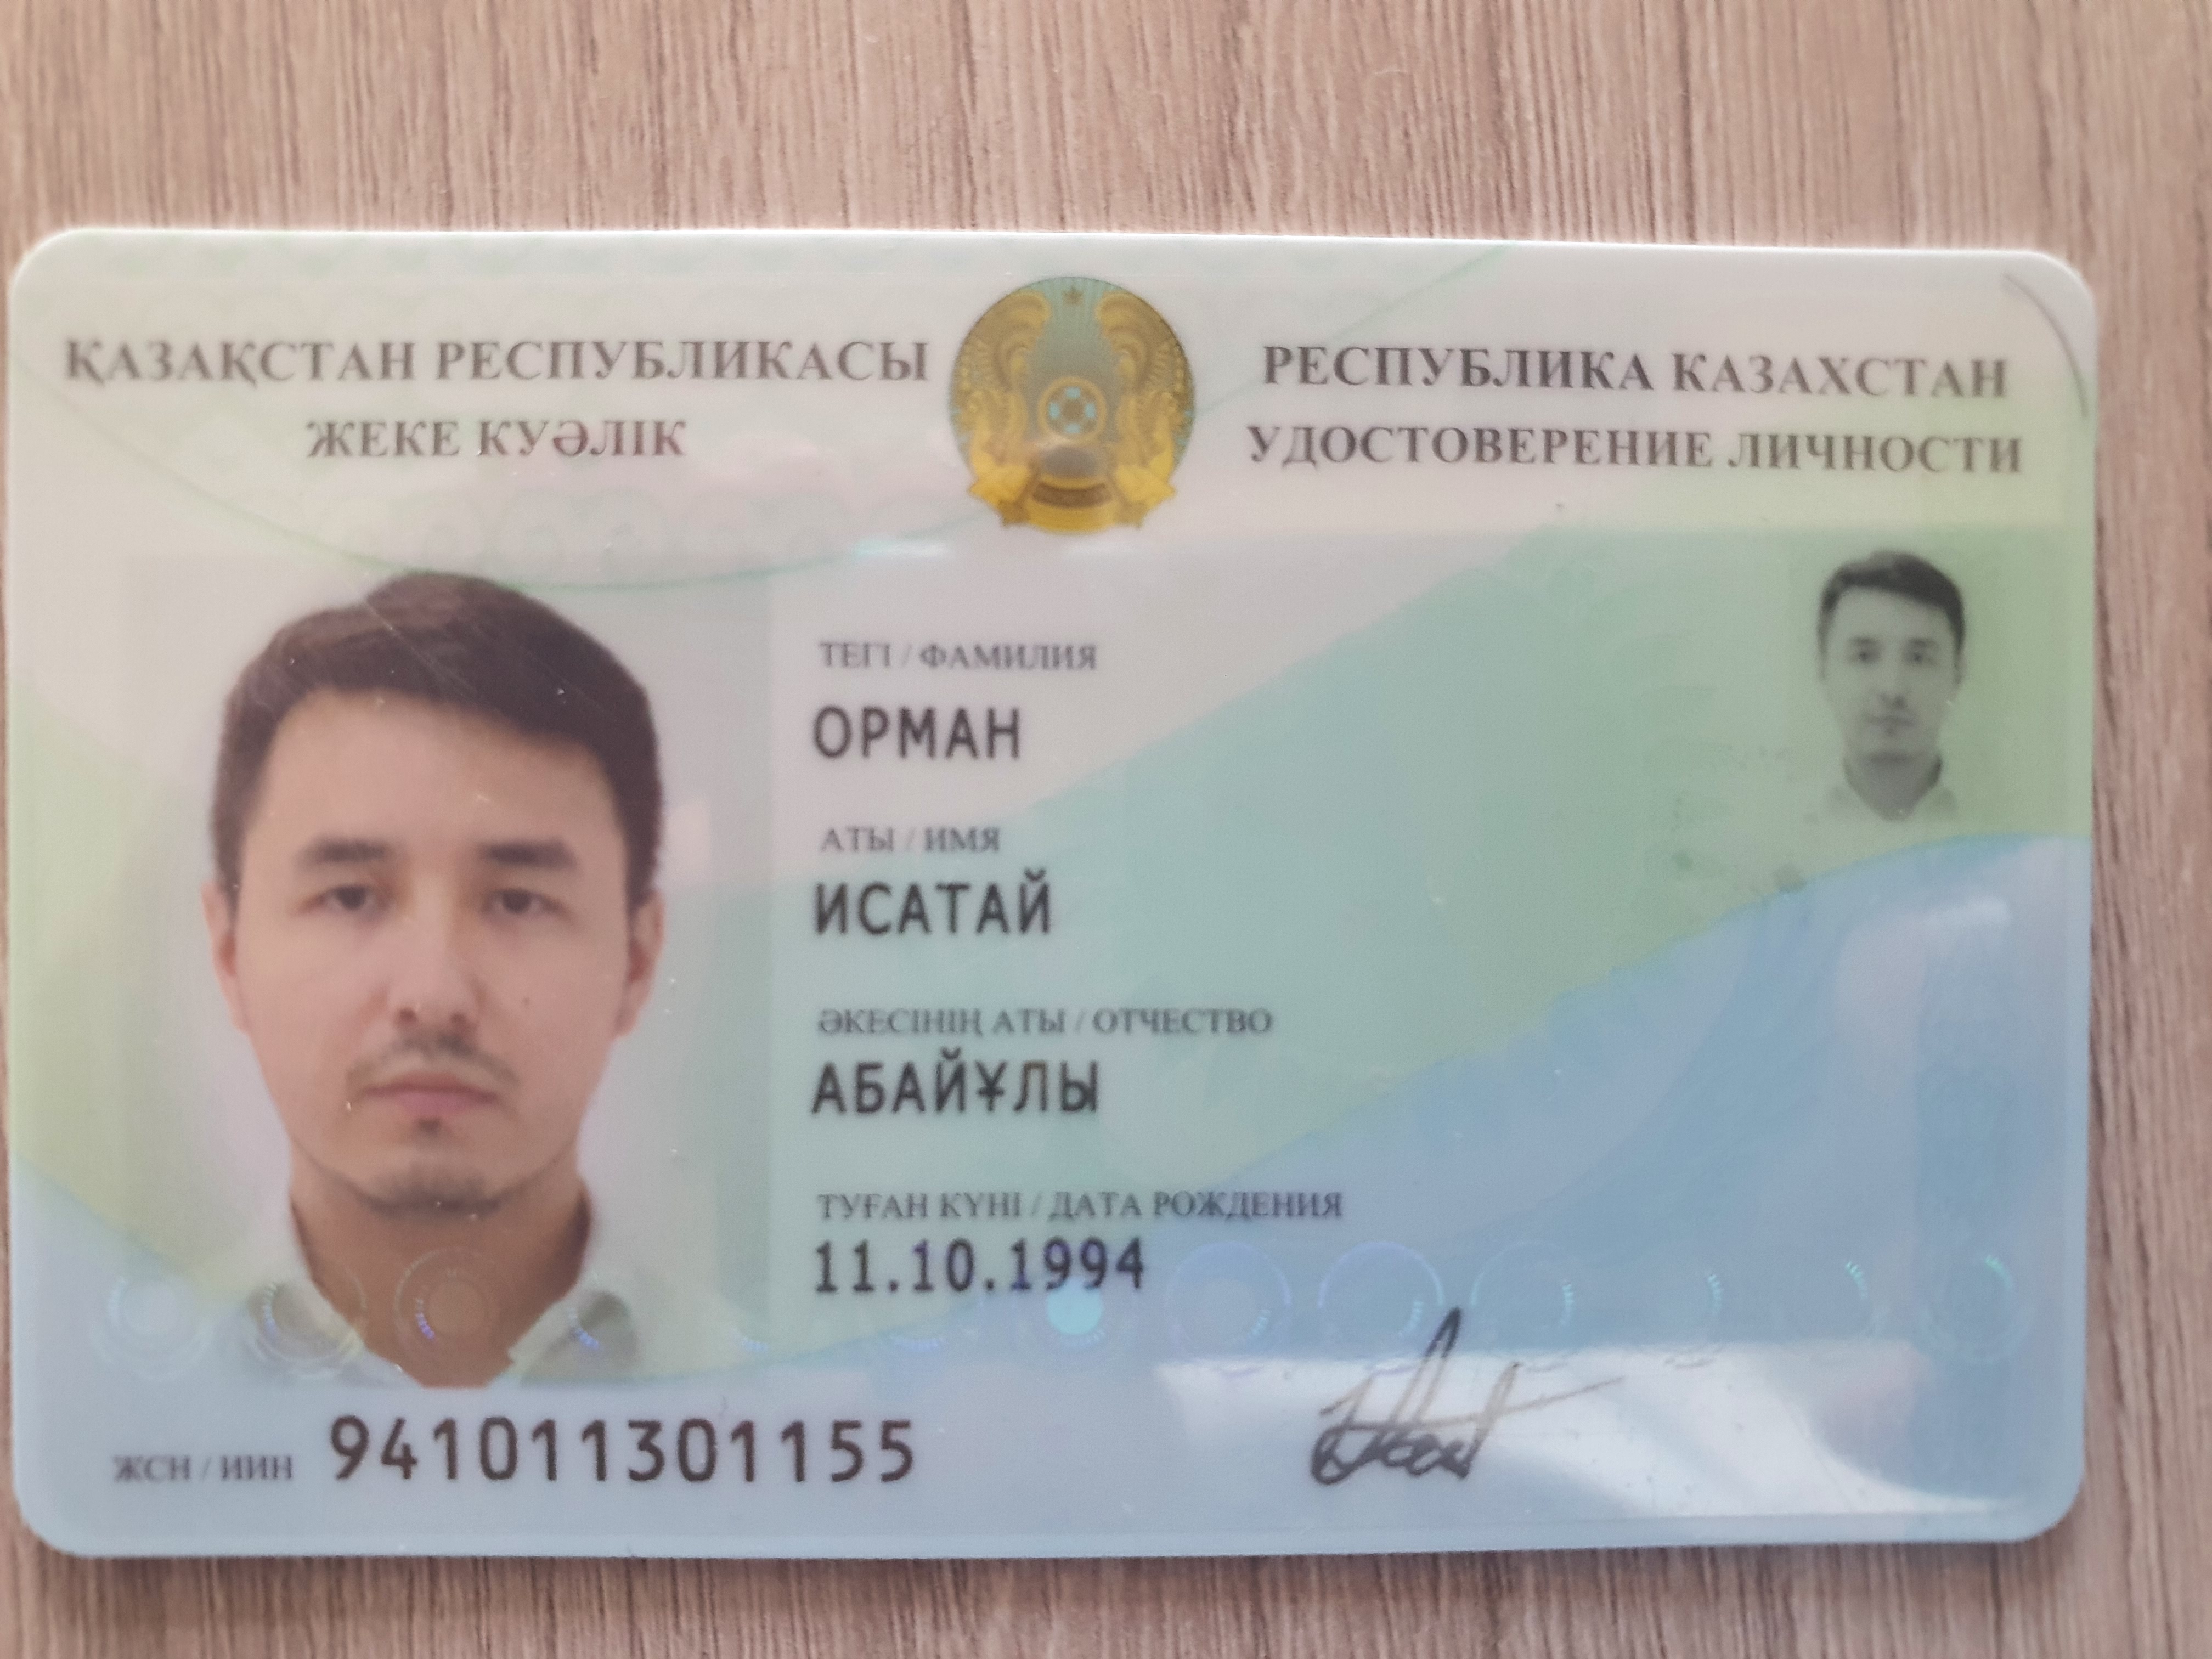 ҚАЗАҚСТАН РЕСПУБЛИКАСЫ
ЖЕКЕ КУӘЛІК
РЕСПУБЛИКА КАЗАХСТАН
УДОСТОВЕРЕНИЕ ЛИЧНОСТИ
ТЕГІ / ФАМИЛИЯ
ОРМАН
АТЫ / ИМЯ
ИСАТАЙ
ӘКЕСІНІҢ АТЫ / ОТЧЕСТВО
АБАЙҰЛЫ
ТУҒАН КҮНІ / ДАТА РОЖДЕНИЯ
11.10.1994
ЖСН / ИИН 941011301155